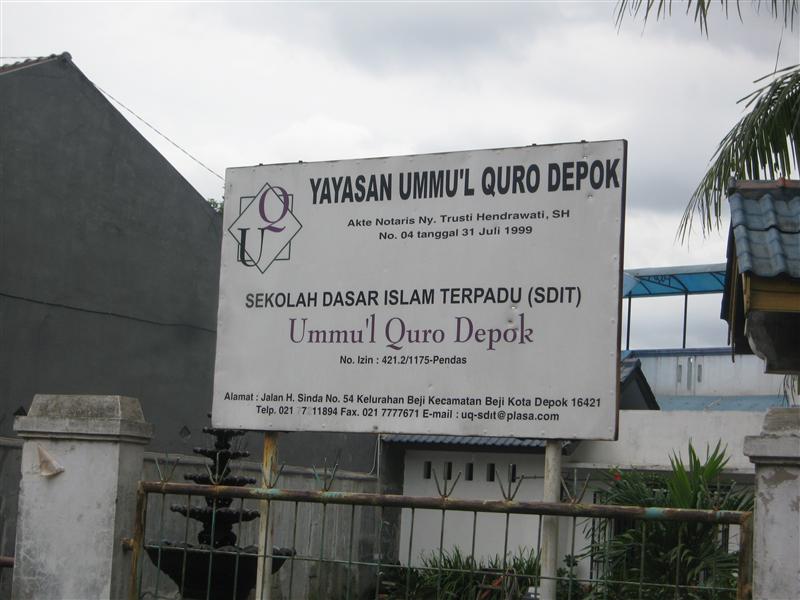 QU
YAYASAN UMMU'L QURO DEPOK
Akte Notaris Ny. Trusti Hendrawati, SH
No. 04 tanggal 31 Juli 1999
SEKOLAH DASAR ISLAM TERPADU (SDIT)
Ummu'l Quro Depok
No. Izin : 421.2/1175-Pendas
Alamat : Jalan H. Sinda No. 54 Kelurahan Beji Kecamatan Beji Kota Depok 16421
Telp. 021 Fax. 021 7777671 E-mail : uq-sdit@plasa.com